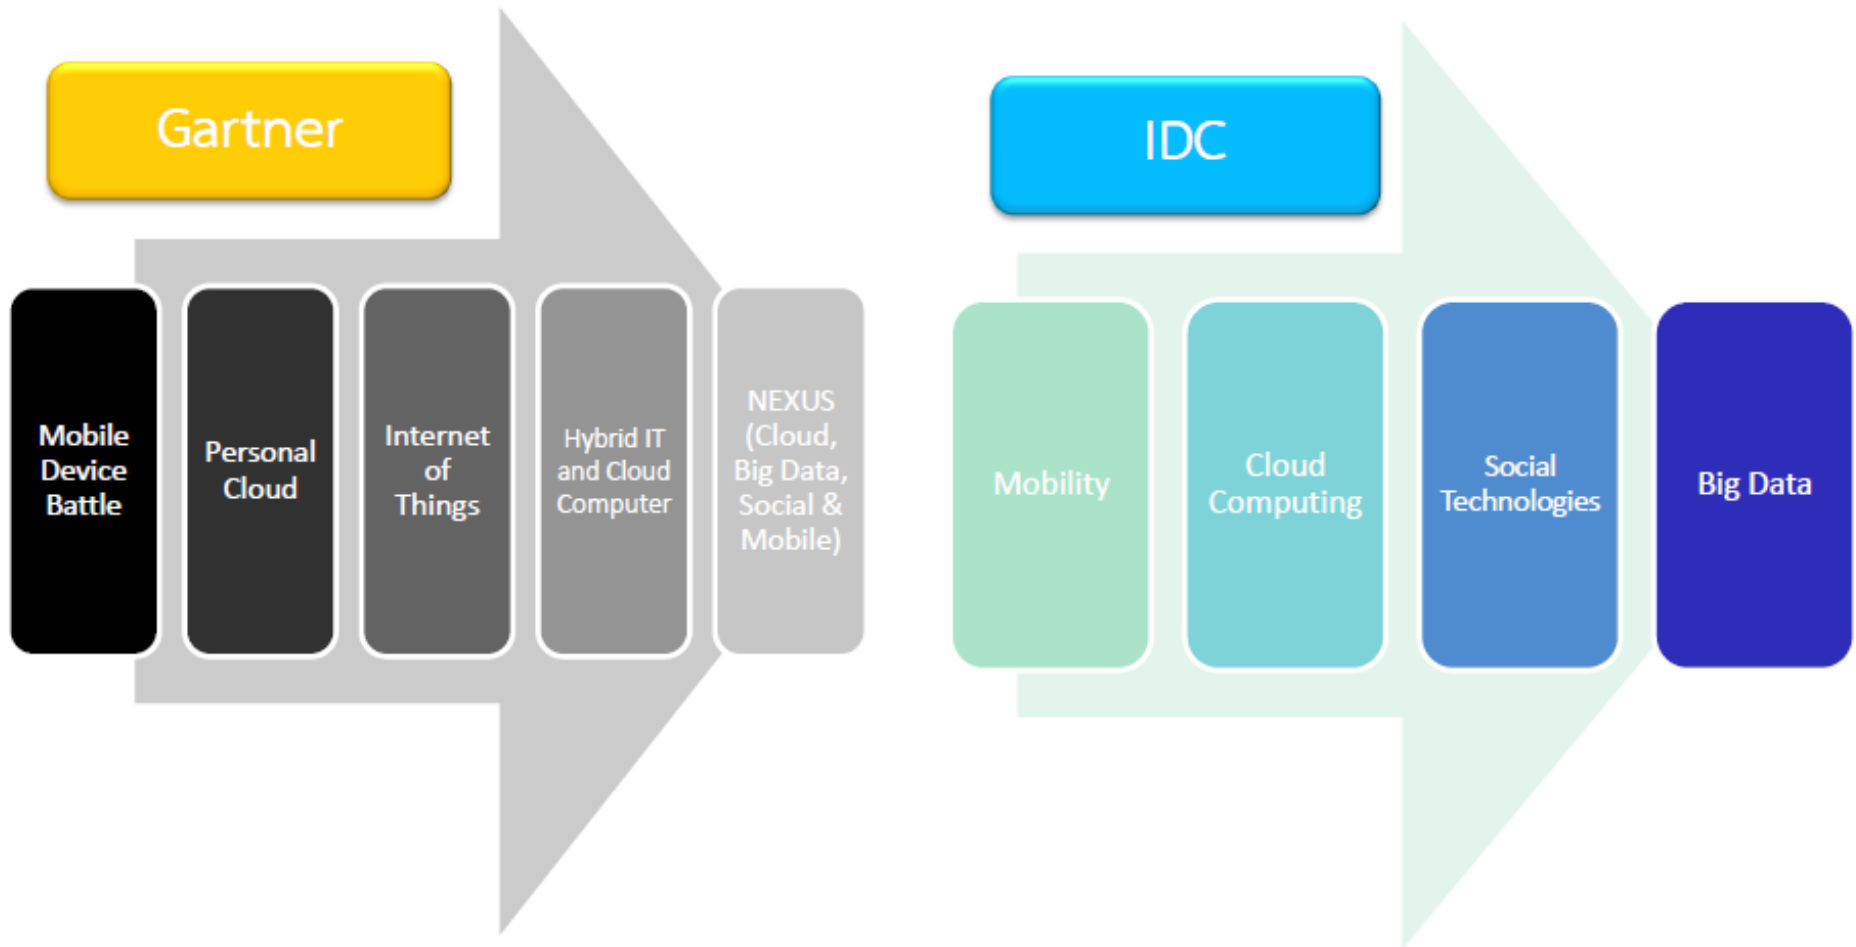 Gartner
Mobile
Device
Battle
Personal
Cloud
Internet
of
Things
Hybrid IT
and Cloud
Computer
NEXUS
(Cloud,
Big Data,
Social &
Mobile)
IDC
Mobility
Cloud
Computing
Social
Technologies
Big Data